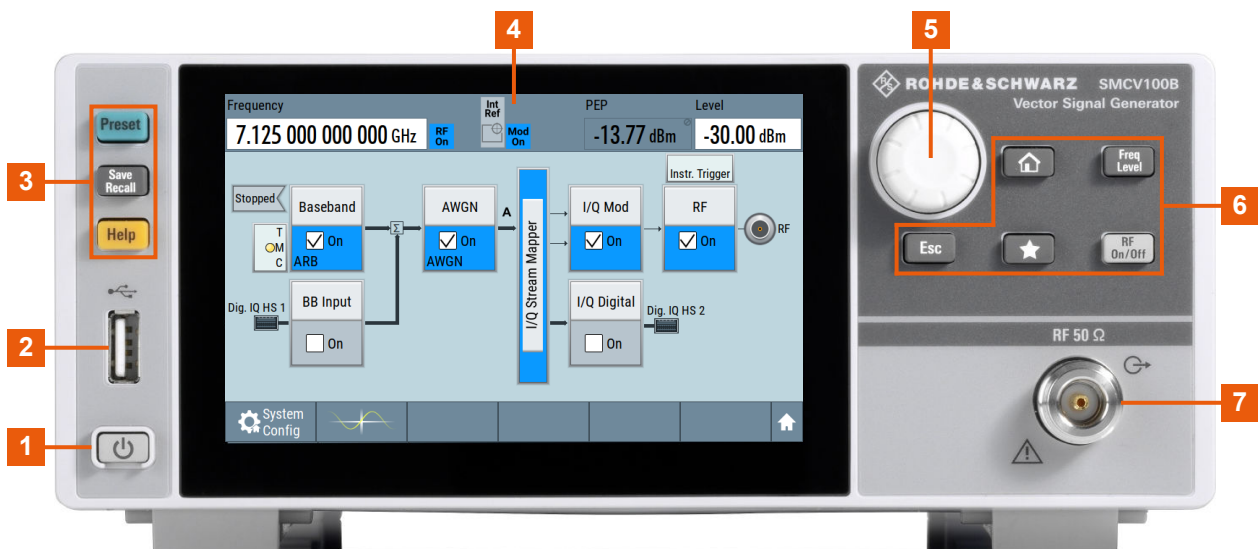 4
5
ROHDE&SCHWARZ SMCV100B
Vector Signal Generator
Preset
Save
Recall
Help
3
2
1
Frequency
7.125 000 000 000 GHz
RF
On
Int
Ref
Mod
On
PEP
-13.77 dBm
Level
-30.00 dBm
Instr. Trigger
Stopped
Baseband
On
ARB
T
M
C
Σ
AWGN
On
AWGN
A
I/Q Stream Mapper
I/Q Mod
On
RF
On
RF
Dig. IQ HS 1
BB Input
On
I/Q Digital
On
Dig. IQ HS 2
System
Config
Freq
Level
6
Esc
RF
On/Off
RF 50 Ω
7